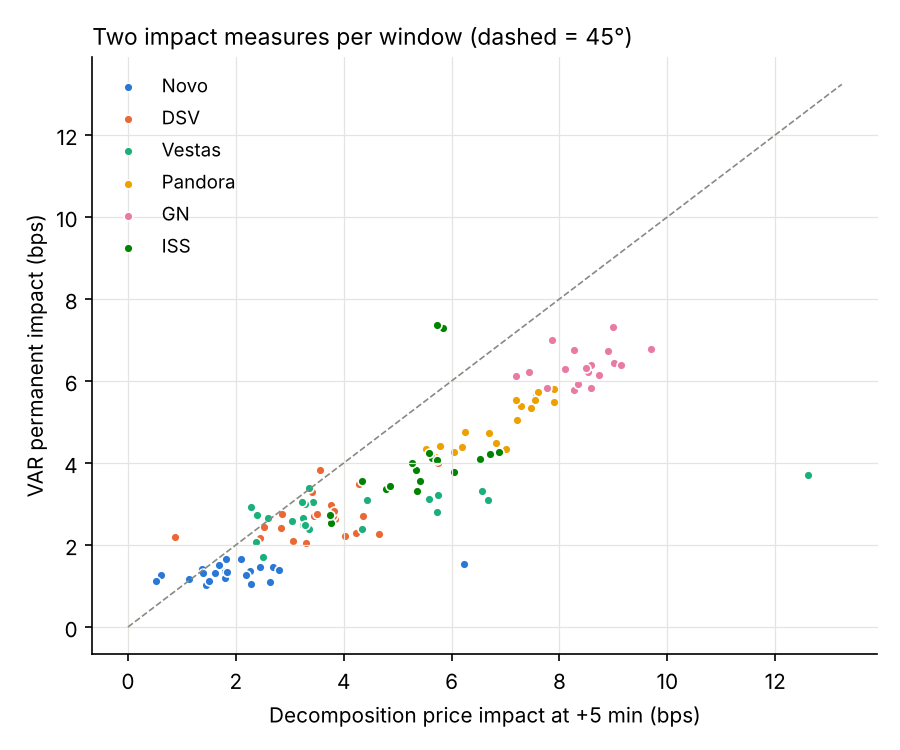 Two impact measures per window (dashed = 45°)
Novo
DSV
Vestas
Pandora
GN
ISS
VAR permanent impact (bps)
12
10
8
6
4
2
0
0 2 4 6 8 10 12
Decomposition price impact at +5 min (bps)